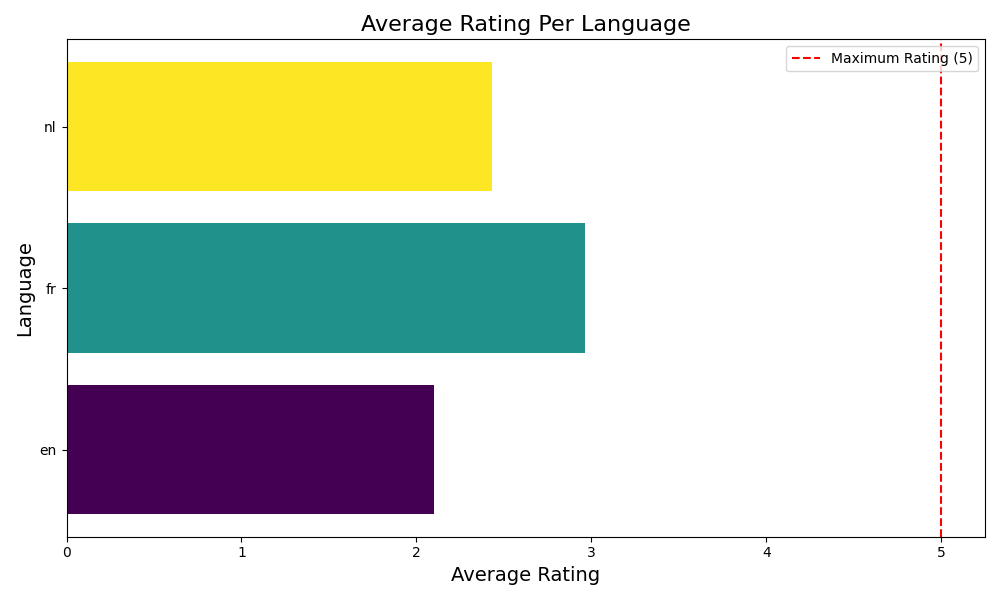 Average Rating Per Language
Maximum Rating (5)
nl
fr
en
Language
0 1 2 3 4 5
Average Rating